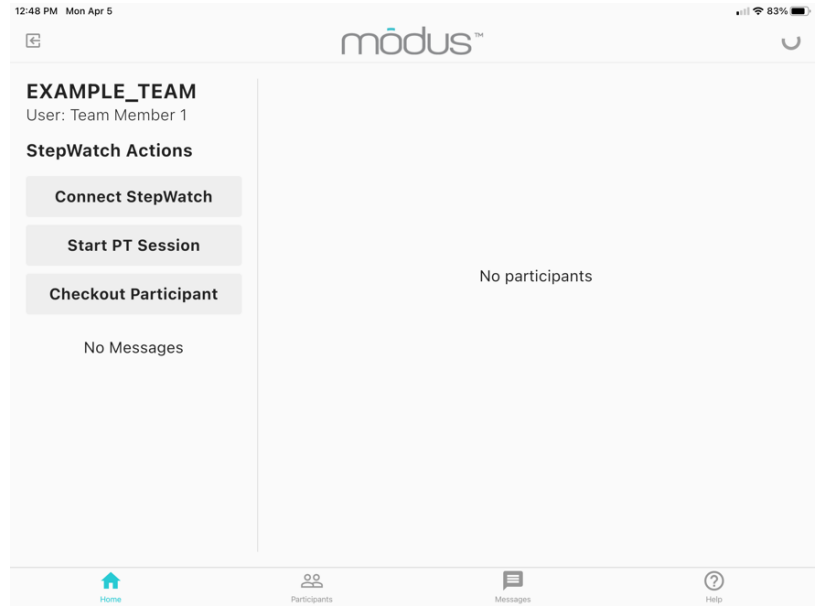 12:48 PM Mon Apr 5
83%
mōdus™
EXAMPLE_TEAM
User: Team Member 1
StepWatch Actions
Connect StepWatch
Start PT Session
Checkout Participant
No Messages
No participants
Home
Participants
Messages
Help